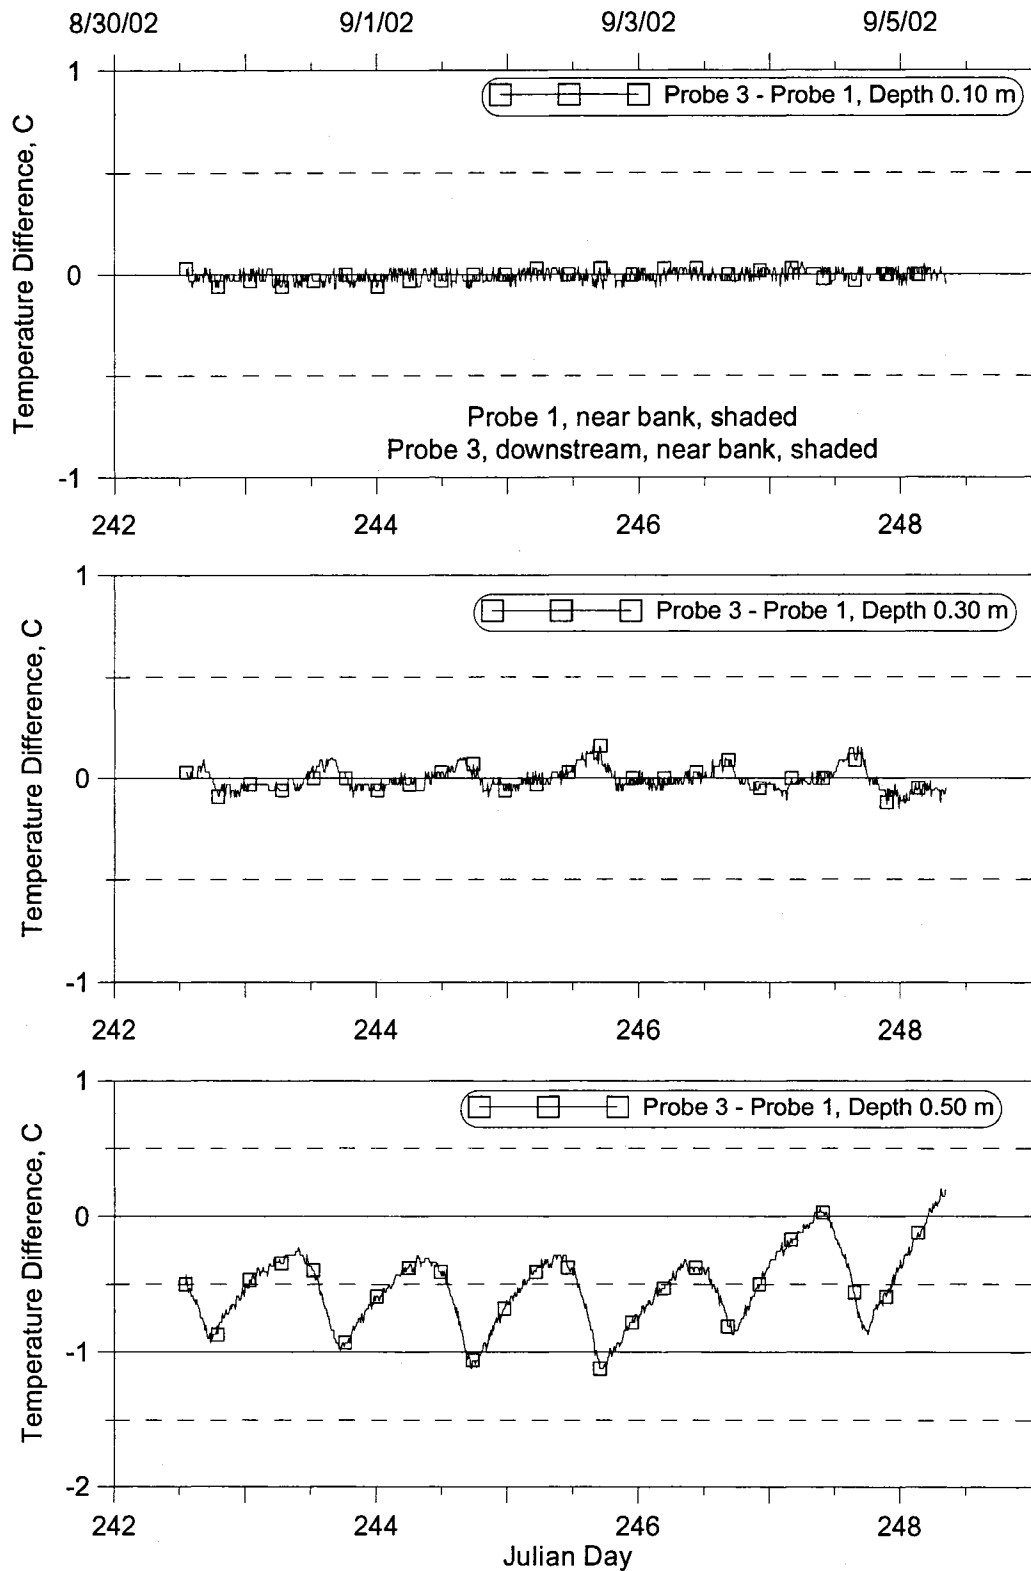 8/30/02 9/1/02 9/3/02 9/5/02
1
Probe 3 - Probe 1, Depth 0.10 m
Temperature Difference, C
0
Probe 1, near bank, shaded
Probe 3, downstream, near bank, shaded
-1
242 244 246 248
1
Probe 3 - Probe 1, Depth 0.30 m
Temperature Difference, C
0
-1
242 244 246 248
1
Probe 3 - Probe 1, Depth 0.50 m
Temperature Difference, C
0
-1
-2
242 244 246 248
Julian Day